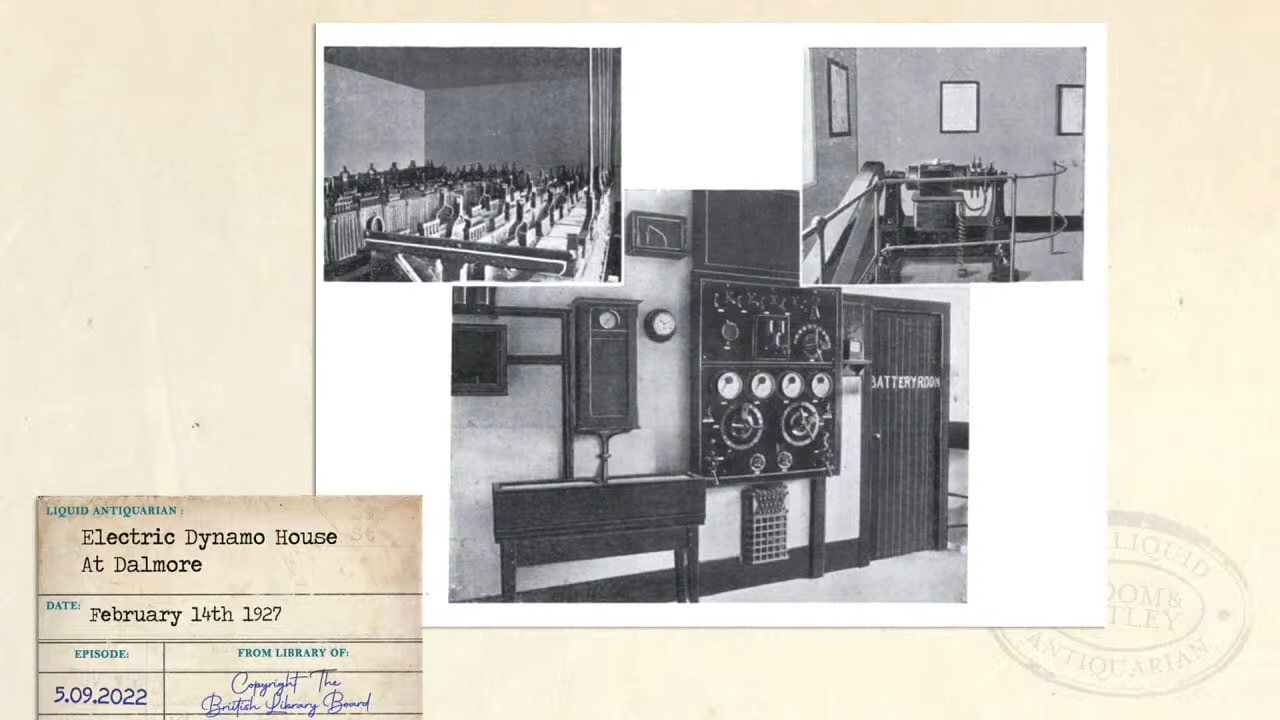 BATTERY ROOM
LIQUID ANTIQUARIAN :
Electric Dynamo House
At Dalmore
DATE:
February 14th 1927
EPISODE:
FROM LIBRARY OF:
5.09.2022
Copyright The
British Library Board
LIQUID
ANTIQUARIAN